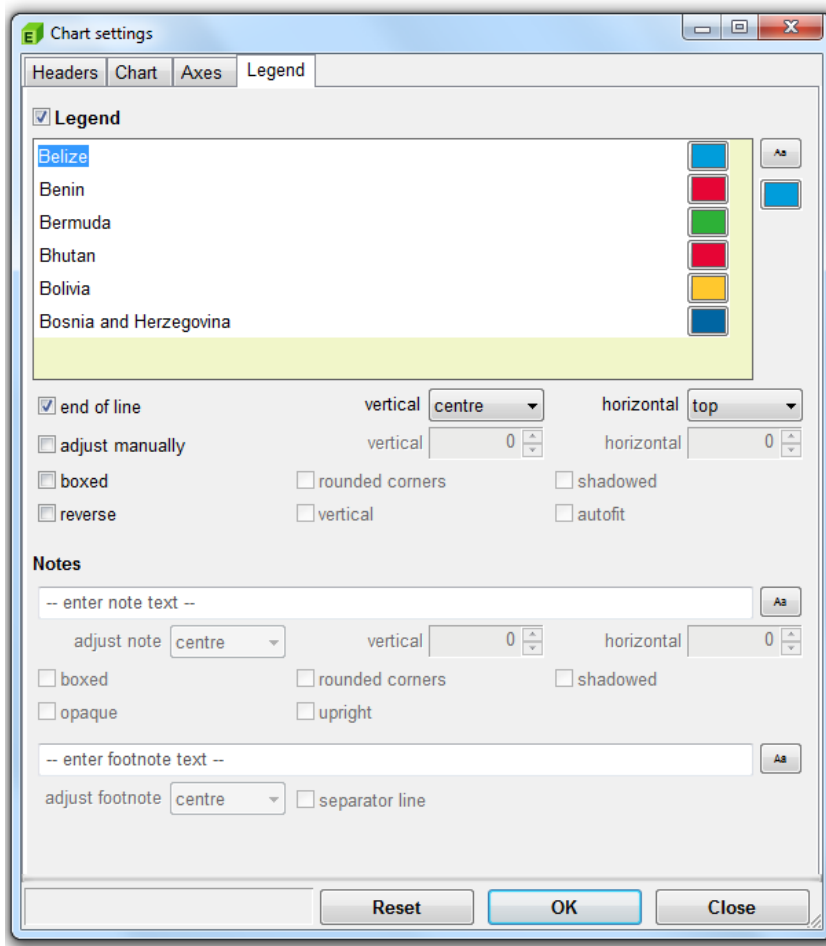 E Chart settings
Headers Chart Axes Legend
Legend
Belize Aa
Benin
Bermuda
Bhutan
Bolivia
Bosnia and Herzegovina
end of line vertical centre horizontal top
adjust manually vertical 0 horizontal 0
boxed rounded corners shadowed
reverse vertical autofit
Notes
-- enter note text -- Aa
adjust note centre vertical 0 horizontal 0
boxed rounded corners shadowed
opaque upright
-- enter footnote text -- Aa
adjust footnote centre separator line
Reset OK Close